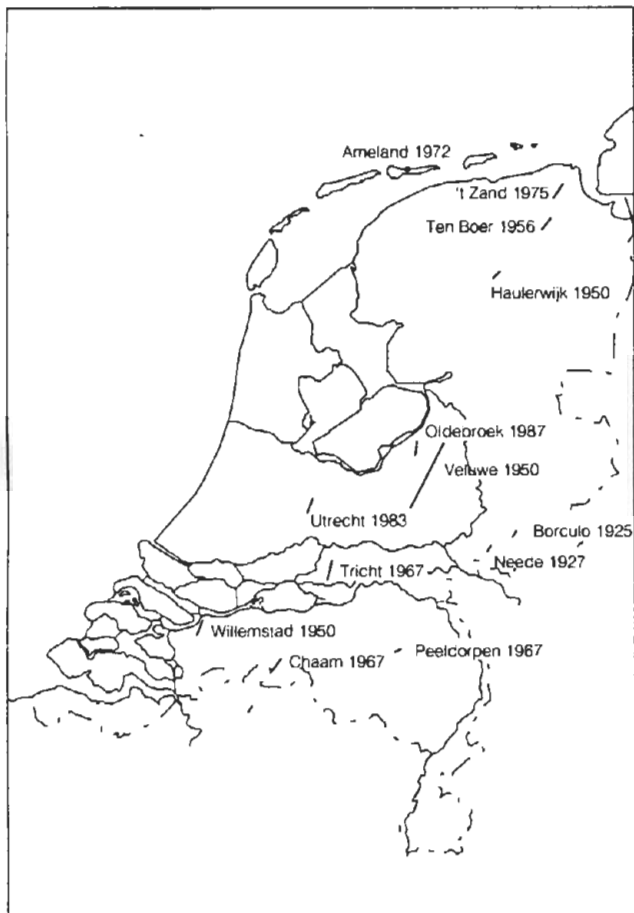 Ameland 1972
't Zand 1975
Ten Boer 1956
Haulerwijk 1950
Oldebroek 1987
Veluwe 1950
Utrecht 1983
Borculo 1925
Neede 1927
Tricht 1967
Willemstad 1950
Chaam 1967
Peeldorpen 1967